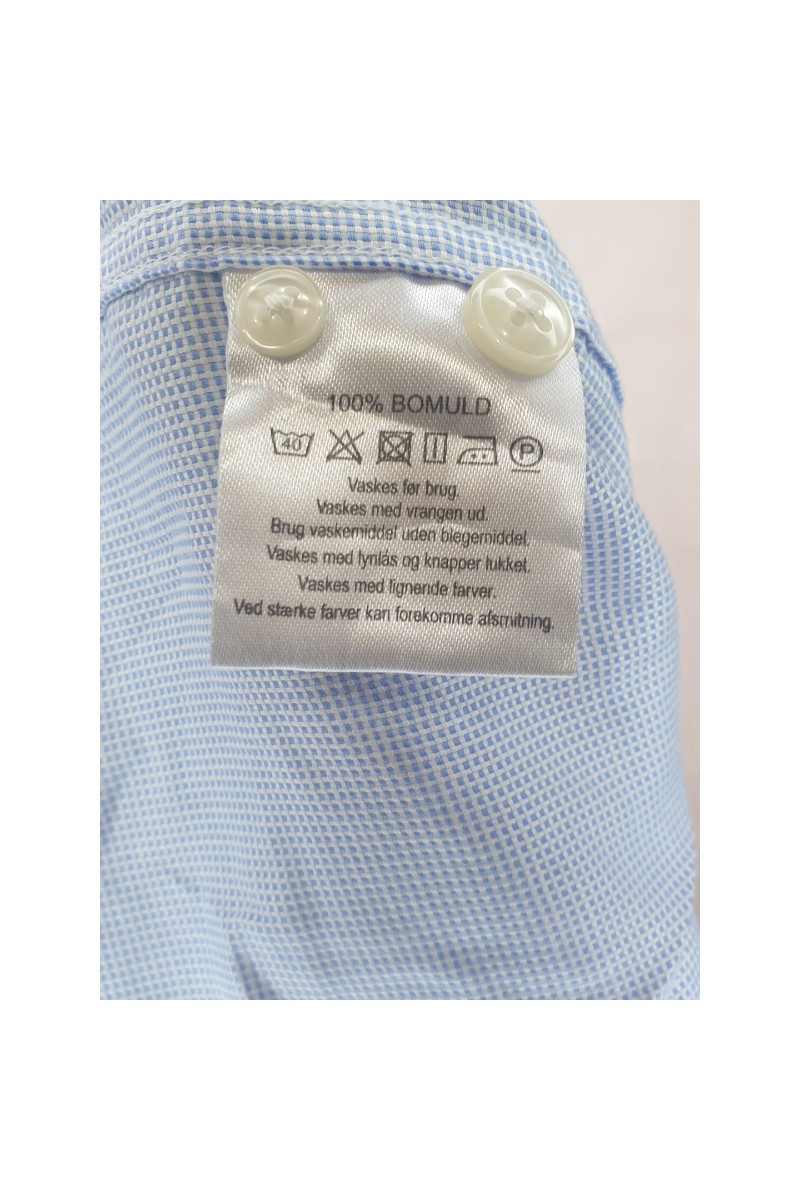 100% BOMULD
40 P
Vaskes før brug.
Vaskes med vrangen ud.
Brug vaskemiddel uden blegemiddel.
Vaskes med lynlås og knapper lukket.
Vaskes med lignende farver.
Ved stærke farver kan forekomme afsmitning.